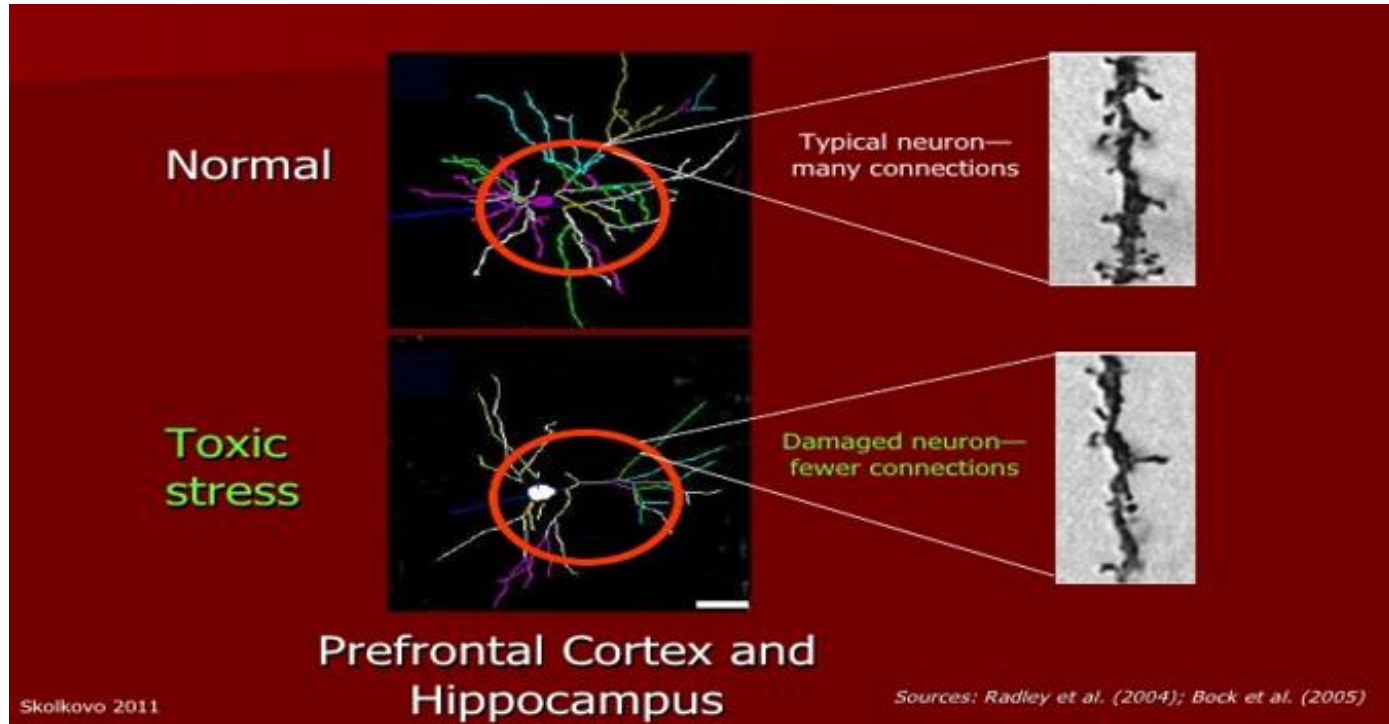 Normal
Typical neuron—
many connections
Toxic
stress
Damaged neuron—
fewer connections
Prefrontal Cortex and
Hippocampus
Skolkovo 2011
Sources: Radley et al. (2004); Bock et al. (2005)